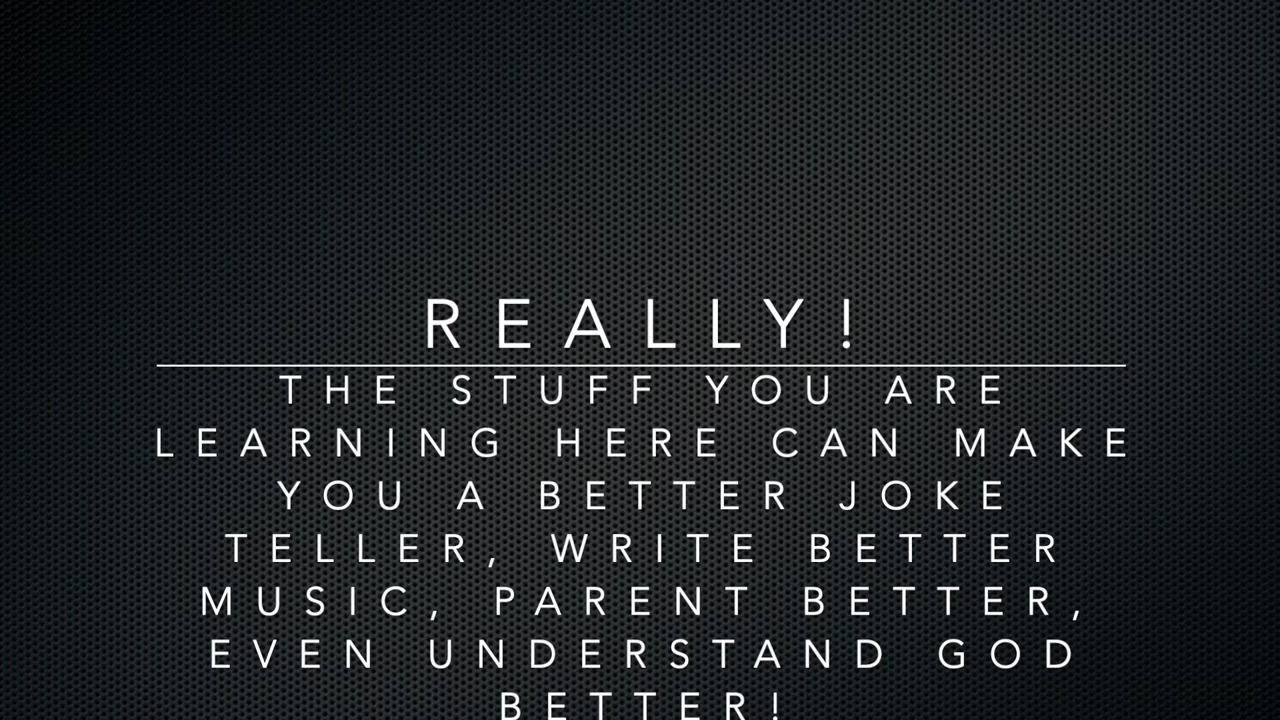 REALLY!
THE STUFF YOU ARE
LEARNING HERE CAN MAKE
YOU A BETTER JOKE
TELLER, WRITE BETTER
MUSIC, PARENT BETTER,
EVEN UNDERSTAND GOD
BETTER!